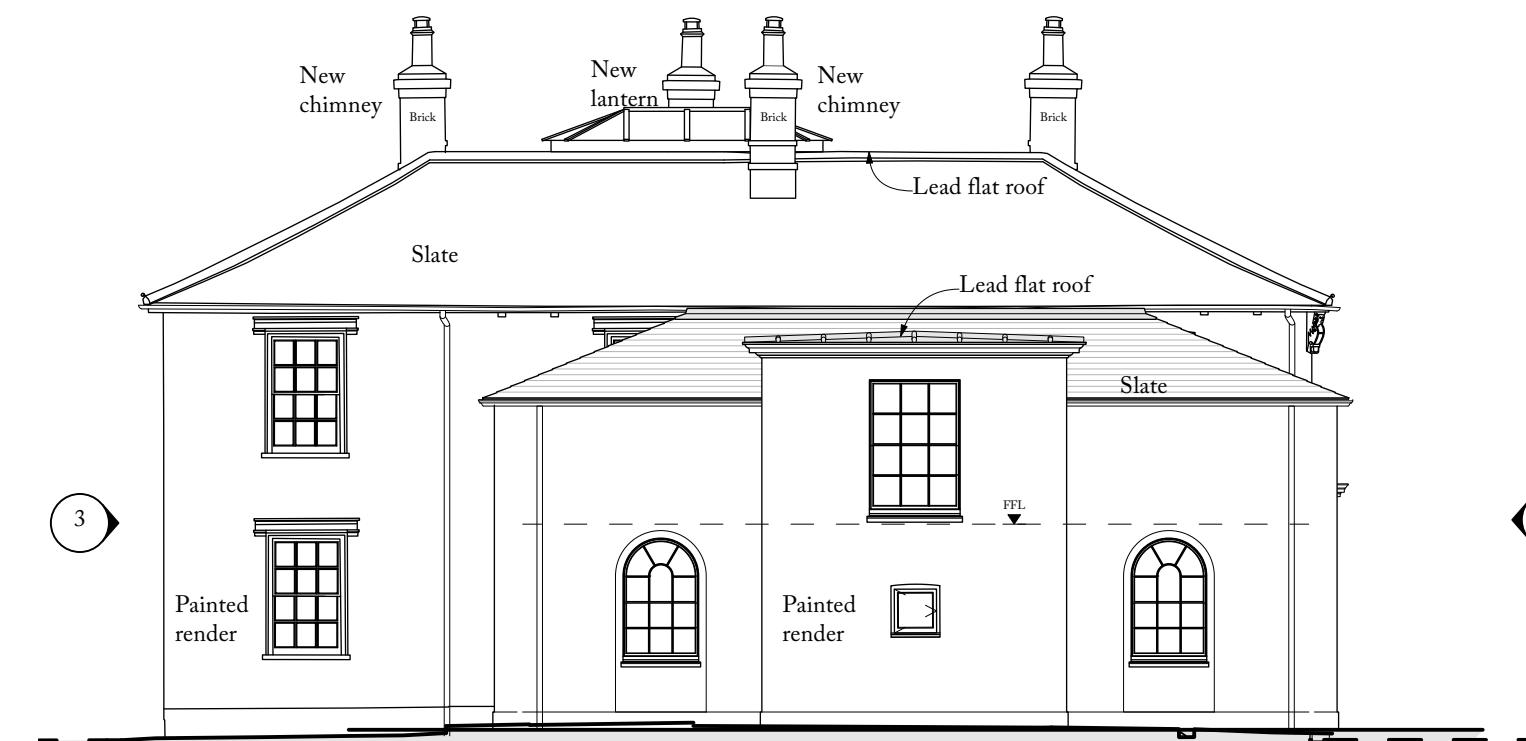 New
chimney
New
lantern
New
chimney
Brick
Brick
Brick
Lead flat roof
Slate
Lead flat roof
Slate
FFL
3
Painted
render
Painted
render